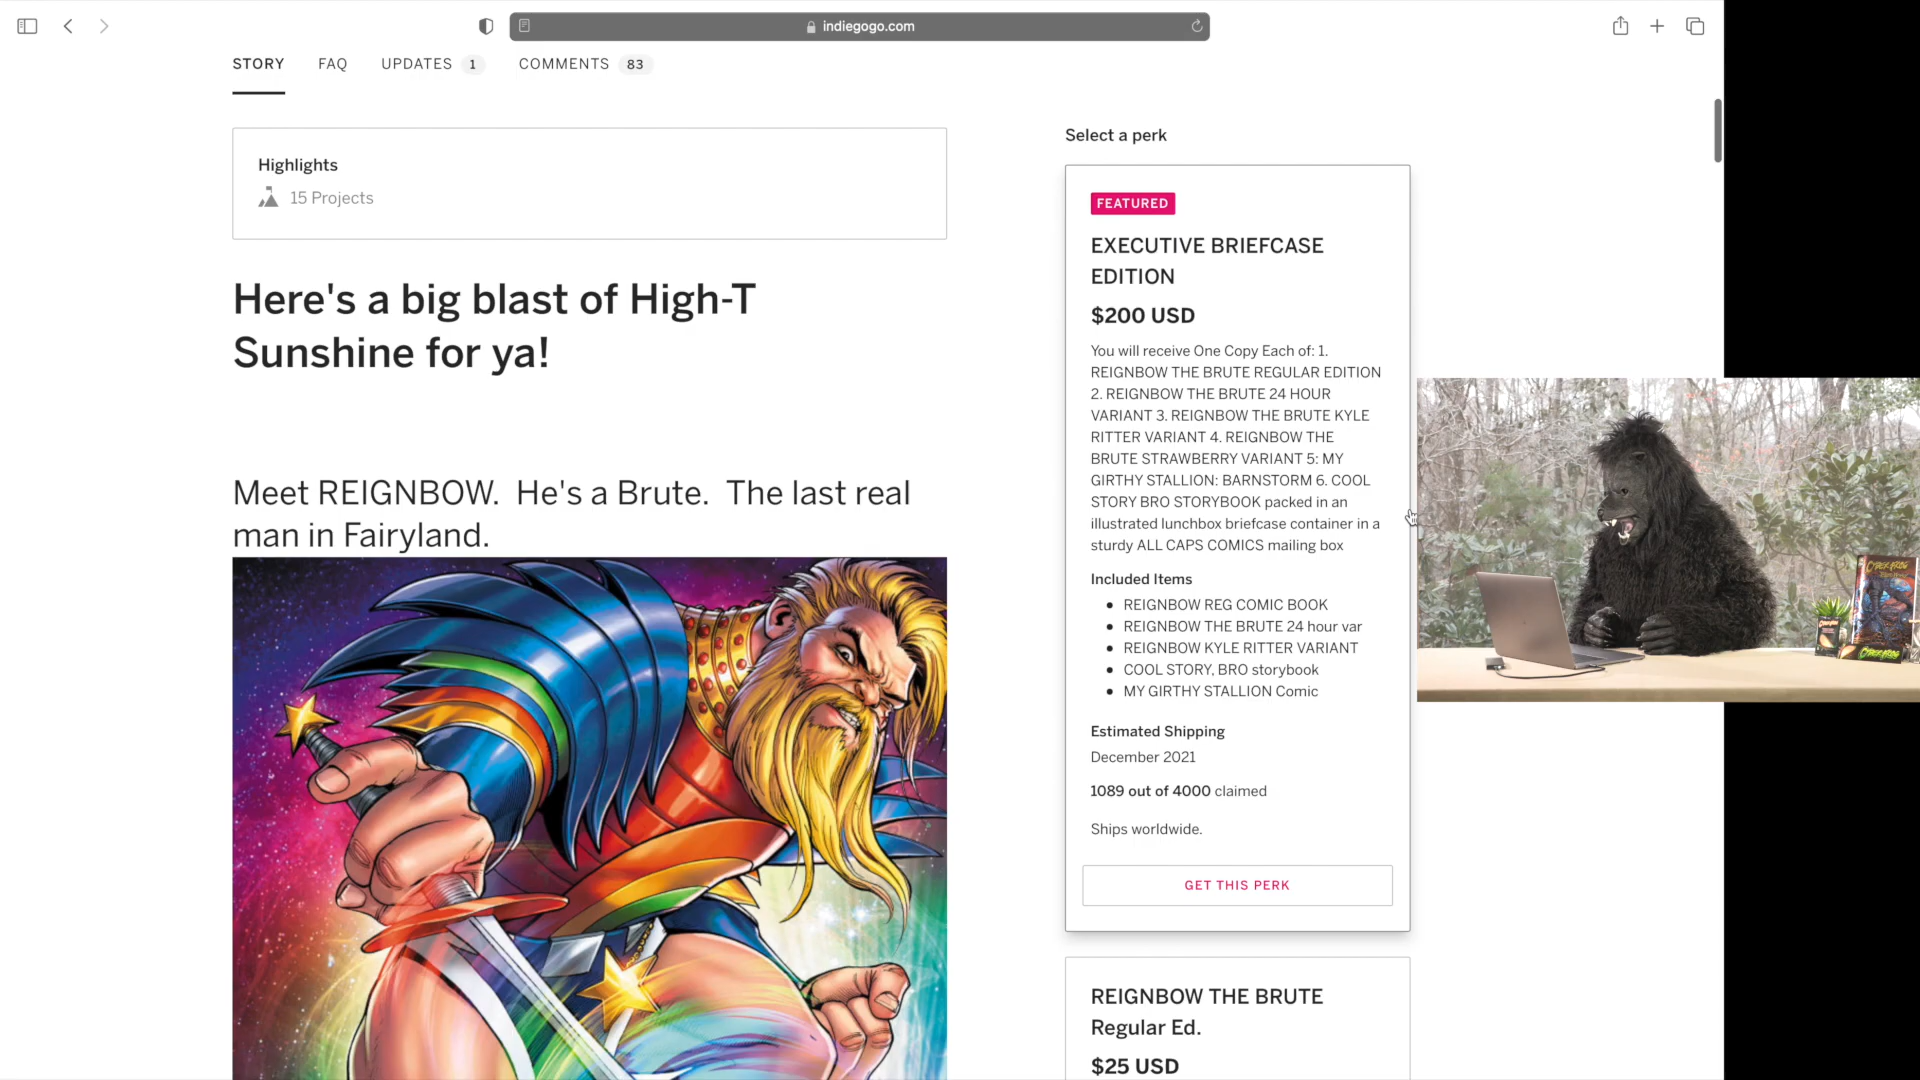 indiegogo.com
STORY FAQ UPDATES 1 COMMENTS 83
Highlights
15 Projects
Here's a big blast of High-T
Sunshine for ya!
Meet REIGNBOW. He's a Brute. The last real
man in Fairyland.
Select a perk
FEATURED
EXECUTIVE BRIEFCASE
EDITION
$200 USD
You will receive One Copy Each of: 1.
REIGNBOW THE BRUTE REGULAR EDITION
2. REIGNBOW THE BRUTE 24 HOUR
VARIANT 3. REIGNBOW THE BRUTE KYLE
RITTER VARIANT 4. REIGNBOW THE
BRUTE STRAWBERRY VARIANT 5: MY
GIRTHY STALLION: BARNSTORM 6. COOL
STORY BRO STORYBOOK packed in an
illustrated lunchbox briefcase container in a
sturdy ALL CAPS COMICS mailing box
Included Items
REIGNBOW REG COMIC BOOK
REIGNBOW THE BRUTE 24 hour var
REIGNBOW KYLE RITTER VARIANT
COOL STORY, BRO storybook
MY GIRTHY STALLION Comic
Estimated Shipping
December 2021
1089 out of 4000 claimed
Ships worldwide.
GET THIS PERK
REIGNBOW THE BRUTE
Regular Ed.
$25 USD
CYBERFROG
CYBERFROG